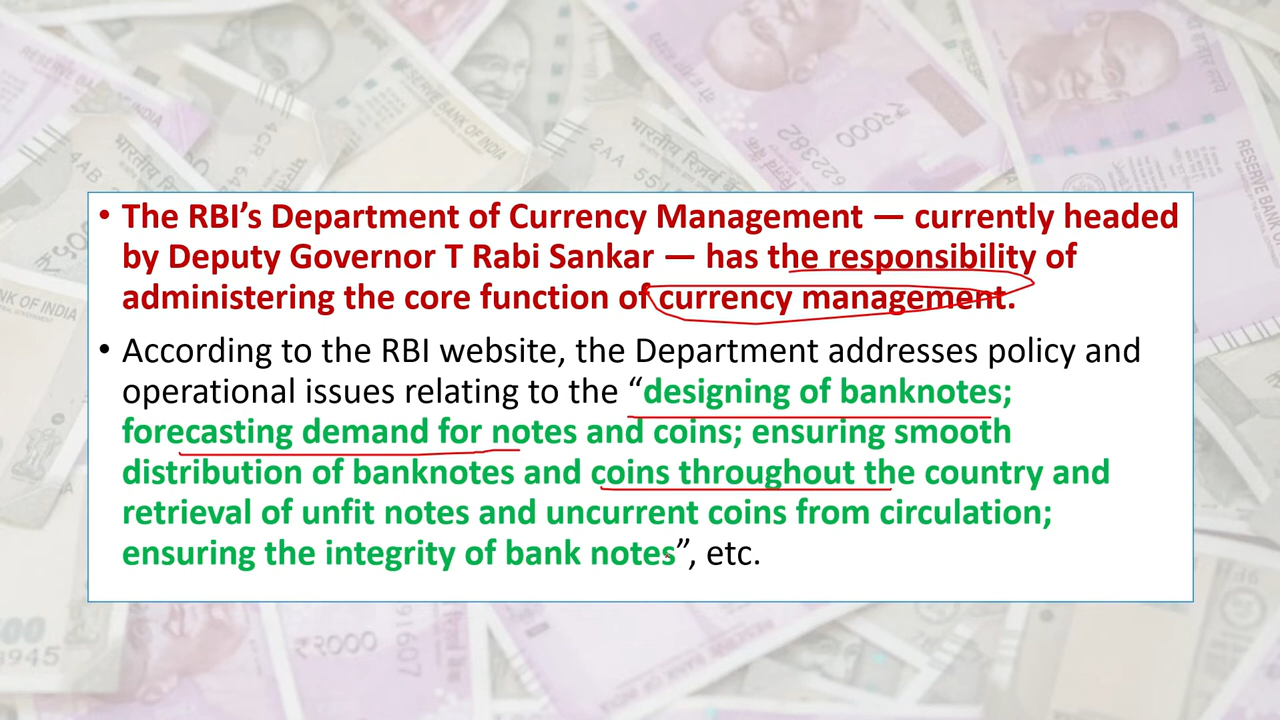 • The RBI’s Department of Currency Management — currently headed
by Deputy Governor T Rabi Sankar — has the responsibility of
administering the core function of currency management.
• According to the RBI website, the Department addresses policy and
operational issues relating to the “designing of banknotes;
forecasting demand for notes and coins; ensuring smooth
distribution of banknotes and coins throughout the country and
retrieval of unfit notes and uncurrent coins from circulation;
ensuring the integrity of bank notes”, etc.